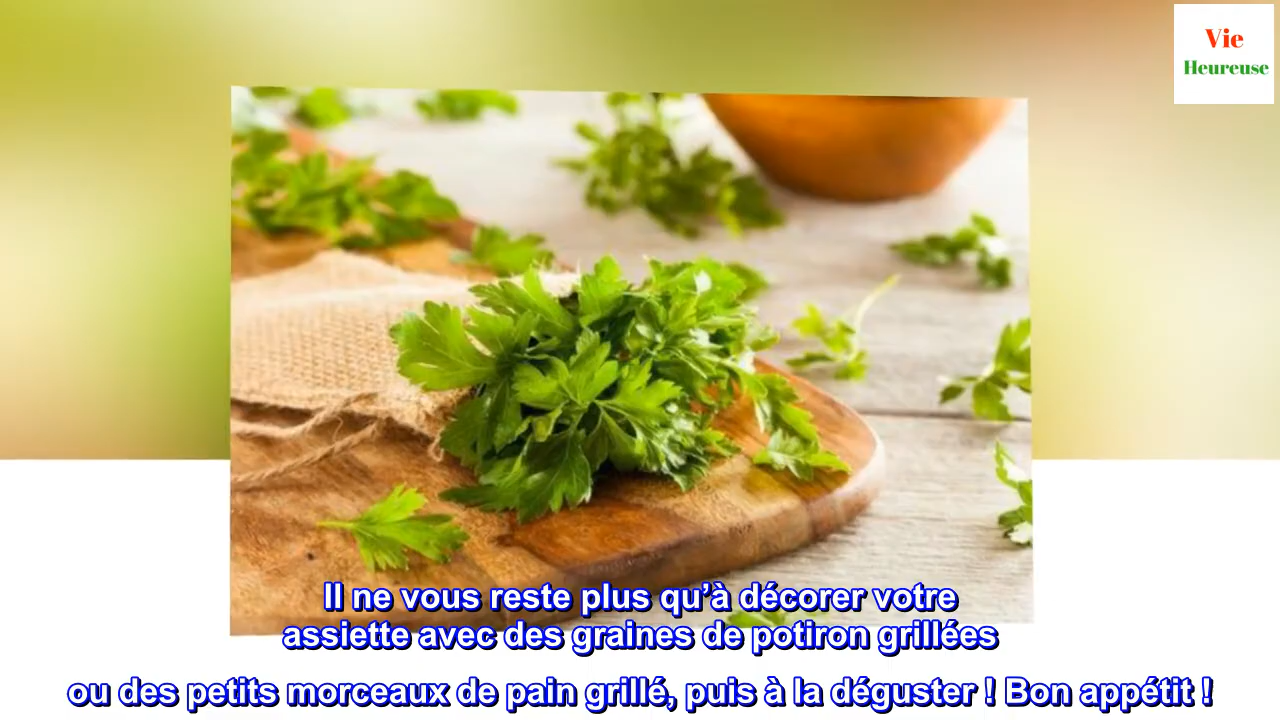 Vie
Heureuse
Il ne vous reste plus qu’à décorer votre
assiette avec des graines de potiron grillées
ou des petits morceaux de pain grillé, puis à la déguster ! Bon appétit !